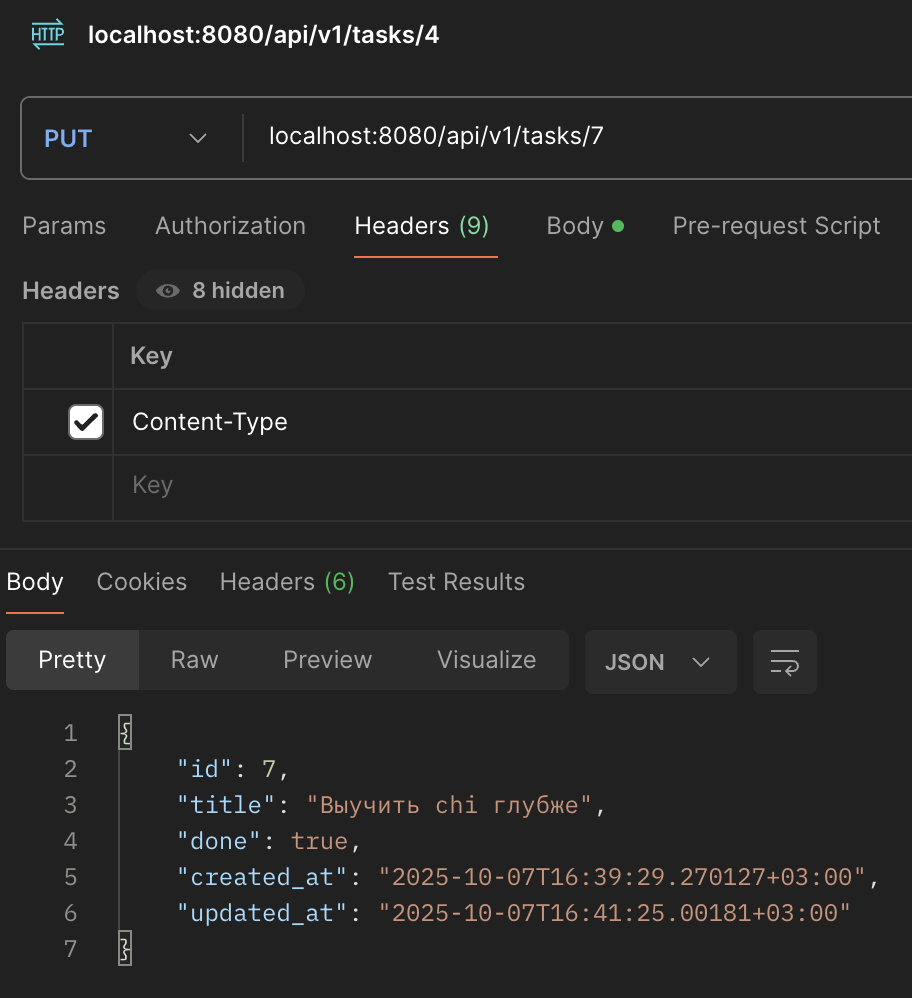 HTTP localhost:8080/api/v1/tasks/4
PUT localhost:8080/api/v1/tasks/7
Params Authorization Headers (9) Body Pre-request Script
Headers 8 hidden
Key
Content-Type
Key
Body Cookies Headers (6) Test Results
Pretty Raw Preview Visualize JSON
1 {
2 "id": 7,
3 "title": "Выучить chi глубже",
4 "done": true,
5 "created_at": "2025-10-07T16:39:29.270127+03:00",
6 "updated_at": "2025-10-07T16:41:25.00181+03:00"
7 }